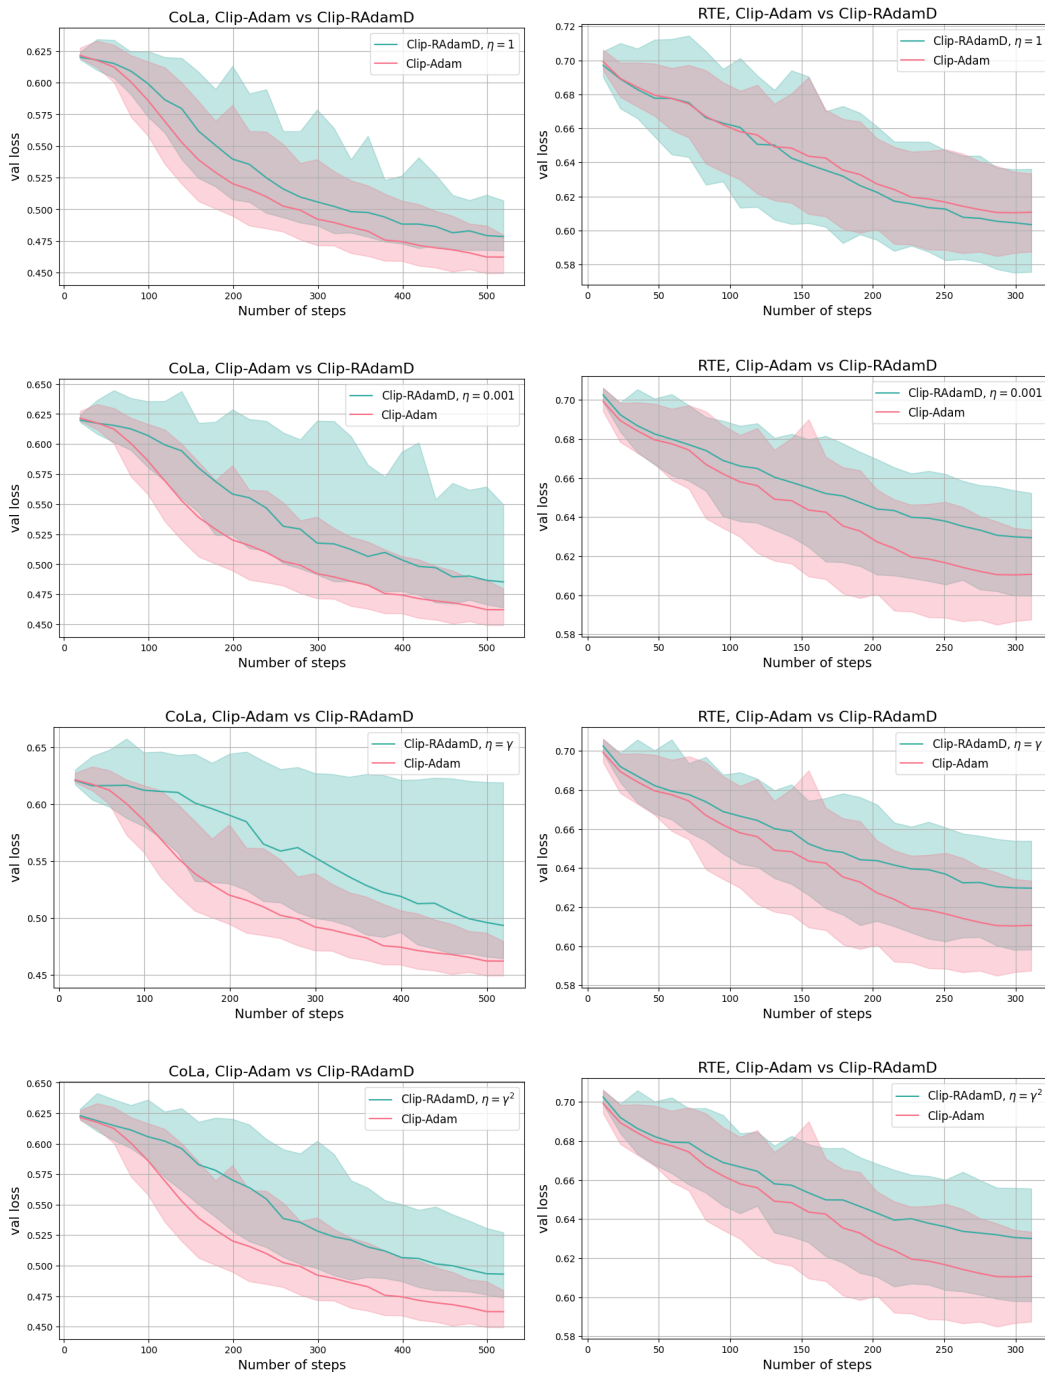 CoLa, Clip-Adam vs Clip-RAdamD
val loss
0.625
0.600
0.575
0.550
0.525
0.500
0.475
0.450
Clip-RAdamD, η = 1
Clip-Adam
0 100 200 300 400 500
Number of steps
RTE, Clip-Adam vs Clip-RAdamD
val loss
0.72
0.70
0.68
0.66
0.64
0.62
0.60
0.58
Clip-RAdamD, η = 1
Clip-Adam
0 50 100 150 200 250 300
Number of steps
CoLa, Clip-Adam vs Clip-RAdamD
val loss
0.650
0.625
0.600
0.575
0.550
0.525
0.500
0.475
0.450
Clip-RAdamD, η = 0.001
Clip-Adam
0 100 200 300 400 500
Number of steps
RTE, Clip-Adam vs Clip-RAdamD
val loss
0.70
0.68
0.66
0.64
0.62
0.60
0.58
Clip-RAdamD, η = 0.001
Clip-Adam
0 50 100 150 200 250 300
Number of steps
CoLa, Clip-Adam vs Clip-RAdamD
val loss
0.65
0.60
0.55
0.50
0.45
Clip-RAdamD, η = γ
Clip-Adam
0 100 200 300 400 500
Number of steps
RTE, Clip-Adam vs Clip-RAdamD
val loss
0.70
0.68
0.66
0.64
0.62
0.60
0.58
Clip-RAdamD, η = γ
Clip-Adam
0 50 100 150 200 250 300
Number of steps
CoLa, Clip-Adam vs Clip-RAdamD
val loss
0.650
0.625
0.600
0.575
0.550
0.525
0.500
0.475
0.450
Clip-RAdamD, η = γ²
Clip-Adam
0 100 200 300 400 500
Number of steps
RTE, Clip-Adam vs Clip-RAdamD
val loss
0.70
0.68
0.66
0.64
0.62
0.60
0.58
Clip-RAdamD, η = γ²
Clip-Adam
0 50 100 150 200 250 300
Number of steps